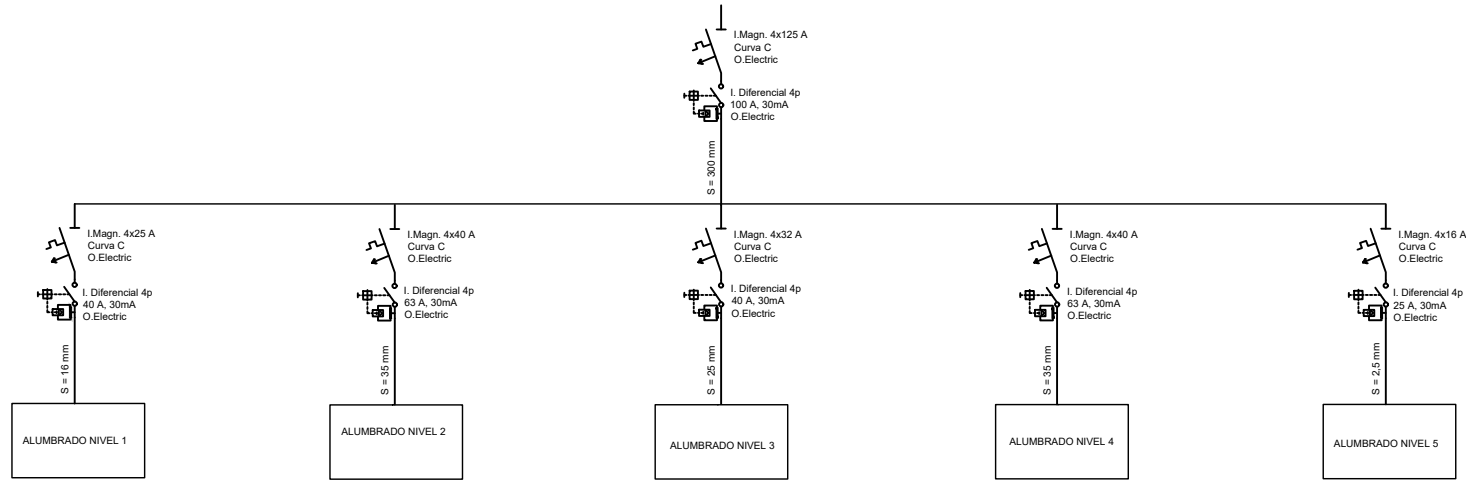 I.Magn. 4x125 A
Curva C
O.Electric
I. Diferencial 4p
100 A, 30mA
O.Electric
S = 300 mm
I.Magn. 4x25 A
Curva C
O.Electric
I. Diferencial 4p
40 A, 30mA
O.Electric
S = 16 mm
ALUMBRADO NIVEL 1
I.Magn. 4x40 A
Curva C
O.Electric
I. Diferencial 4p
63 A, 30mA
O.Electric
S = 35 mm
ALUMBRADO NIVEL 2
I.Magn. 4x32 A
Curva C
O.Electric
I. Diferencial 4p
40 A, 30mA
O.Electric
S = 25 mm
ALUMBRADO NIVEL 3
I.Magn. 4x40 A
Curva C
O.Electric
I. Diferencial 4p
63 A, 30mA
O.Electric
S = 35 mm
ALUMBRADO NIVEL 4
I.Magn. 4x16 A
Curva C
O.Electric
I. Diferencial 4p
25 A, 30mA
O.Electric
S = 2,5 mm
ALUMBRADO NIVEL 5